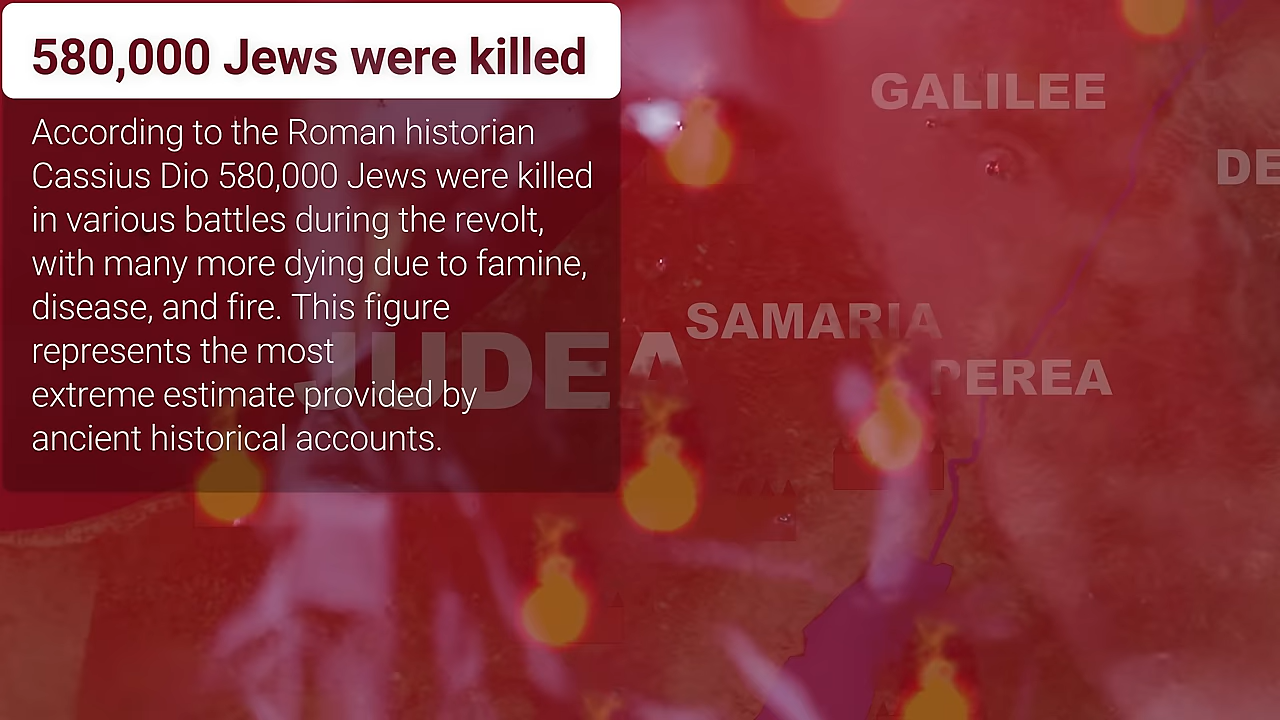 580,000 Jews were killed
According to the Roman historian
Cassius Dio 580,000 Jews were killed
in various battles during the revolt,
with many more dying due to famine,
disease, and fire. This figure
represents the most
extreme estimate provided by
ancient historical accounts.
GALILEE
DE
SAMARIA
JUDEA
PEREA